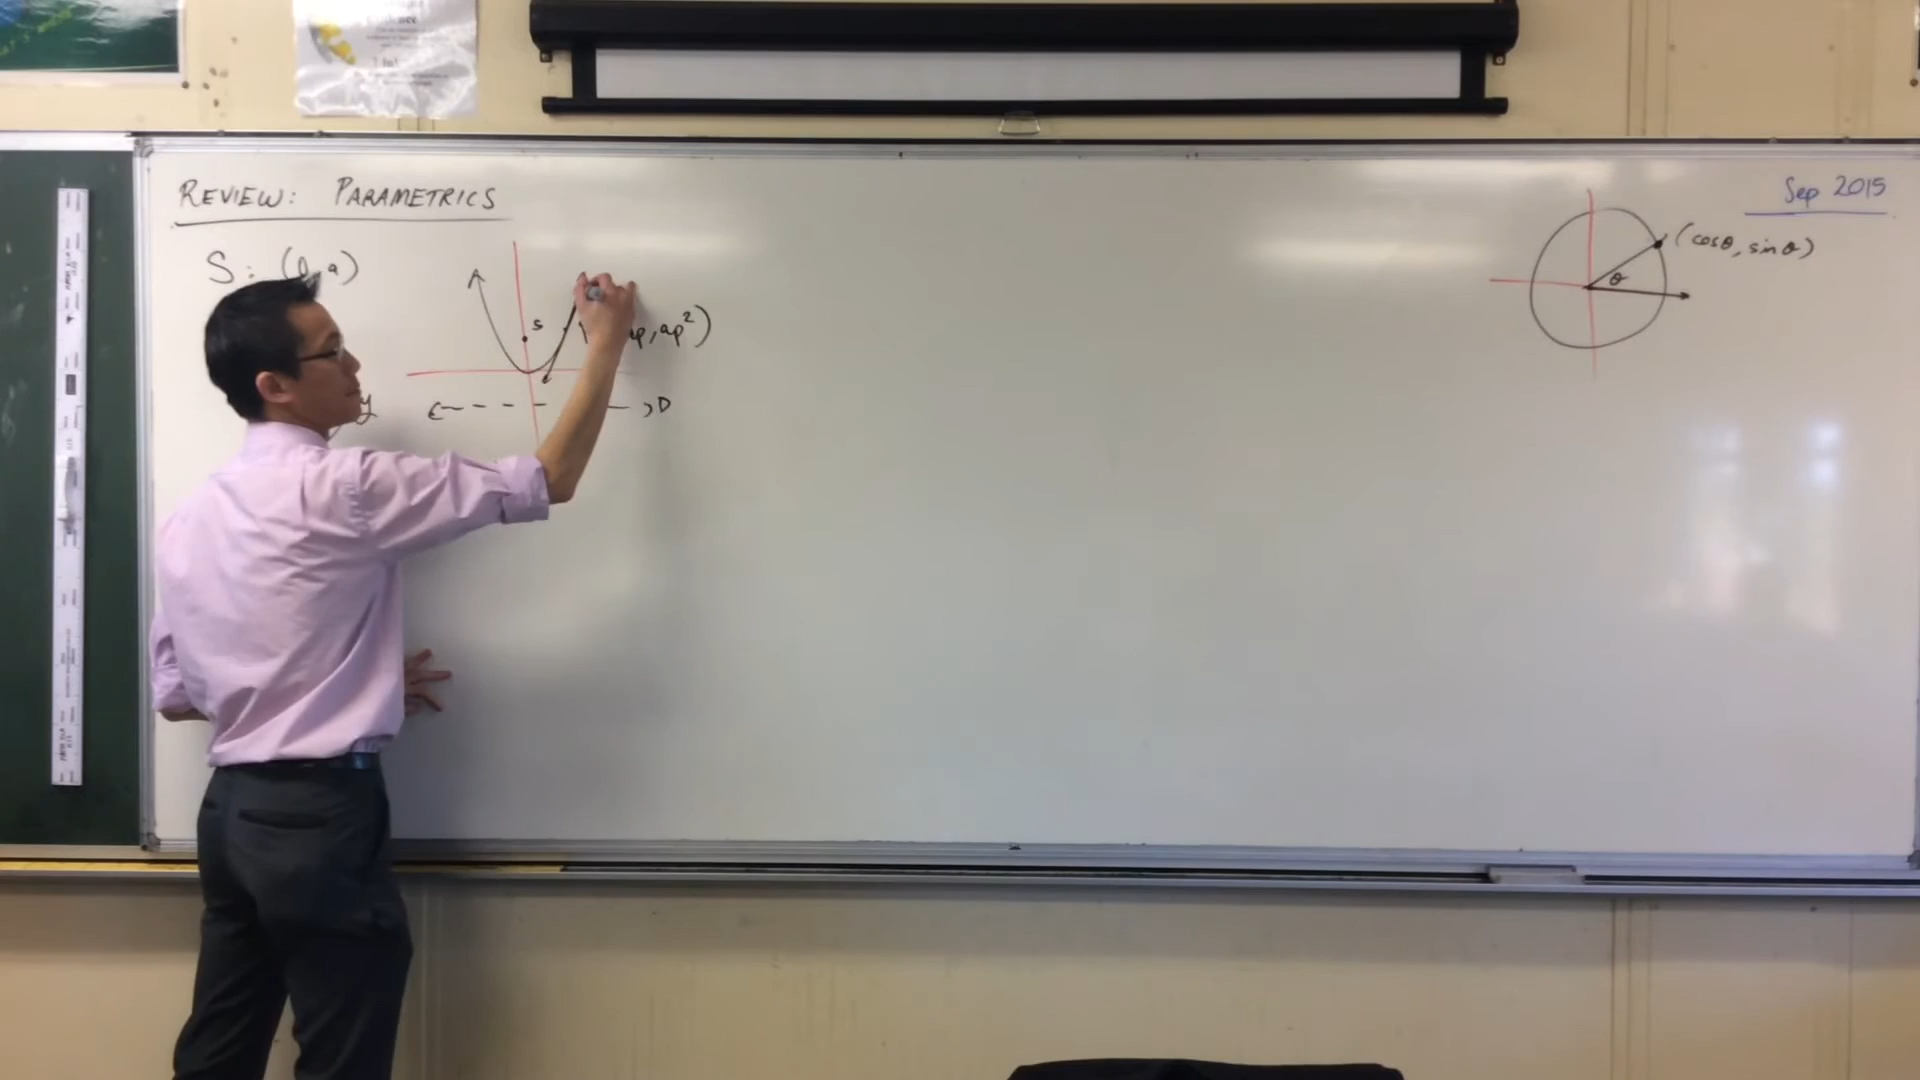 REVIEW: PARAMETRICS
Sep 2015
S: (0, a)
S
p, ap²)
y
D
(cosθ, sinθ)
θ